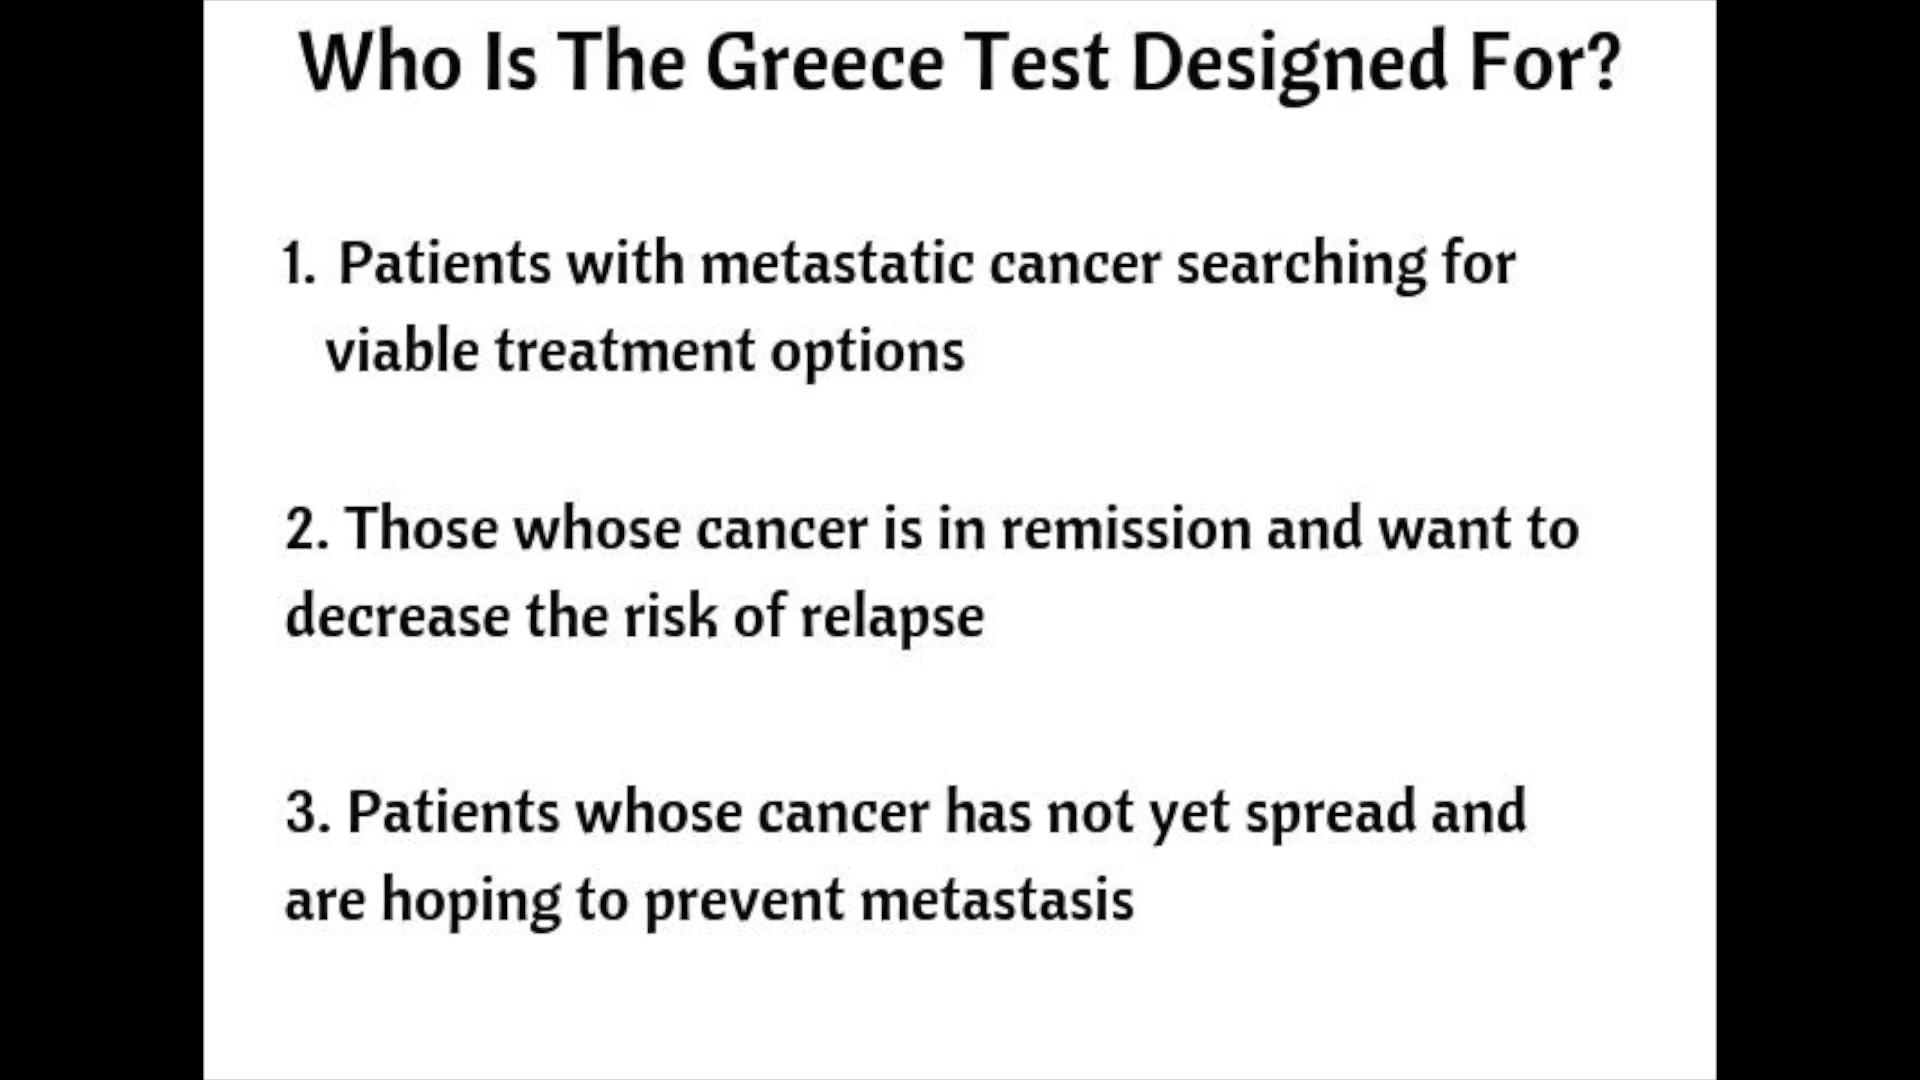 Who Is The Greece Test Designed For?
1. Patients with metastatic cancer searching for
viable treatment options
2. Those whose cancer is in remission and want to
decrease the risk of relapse
3. Patients whose cancer has not yet spread and
are hoping to prevent metastasis